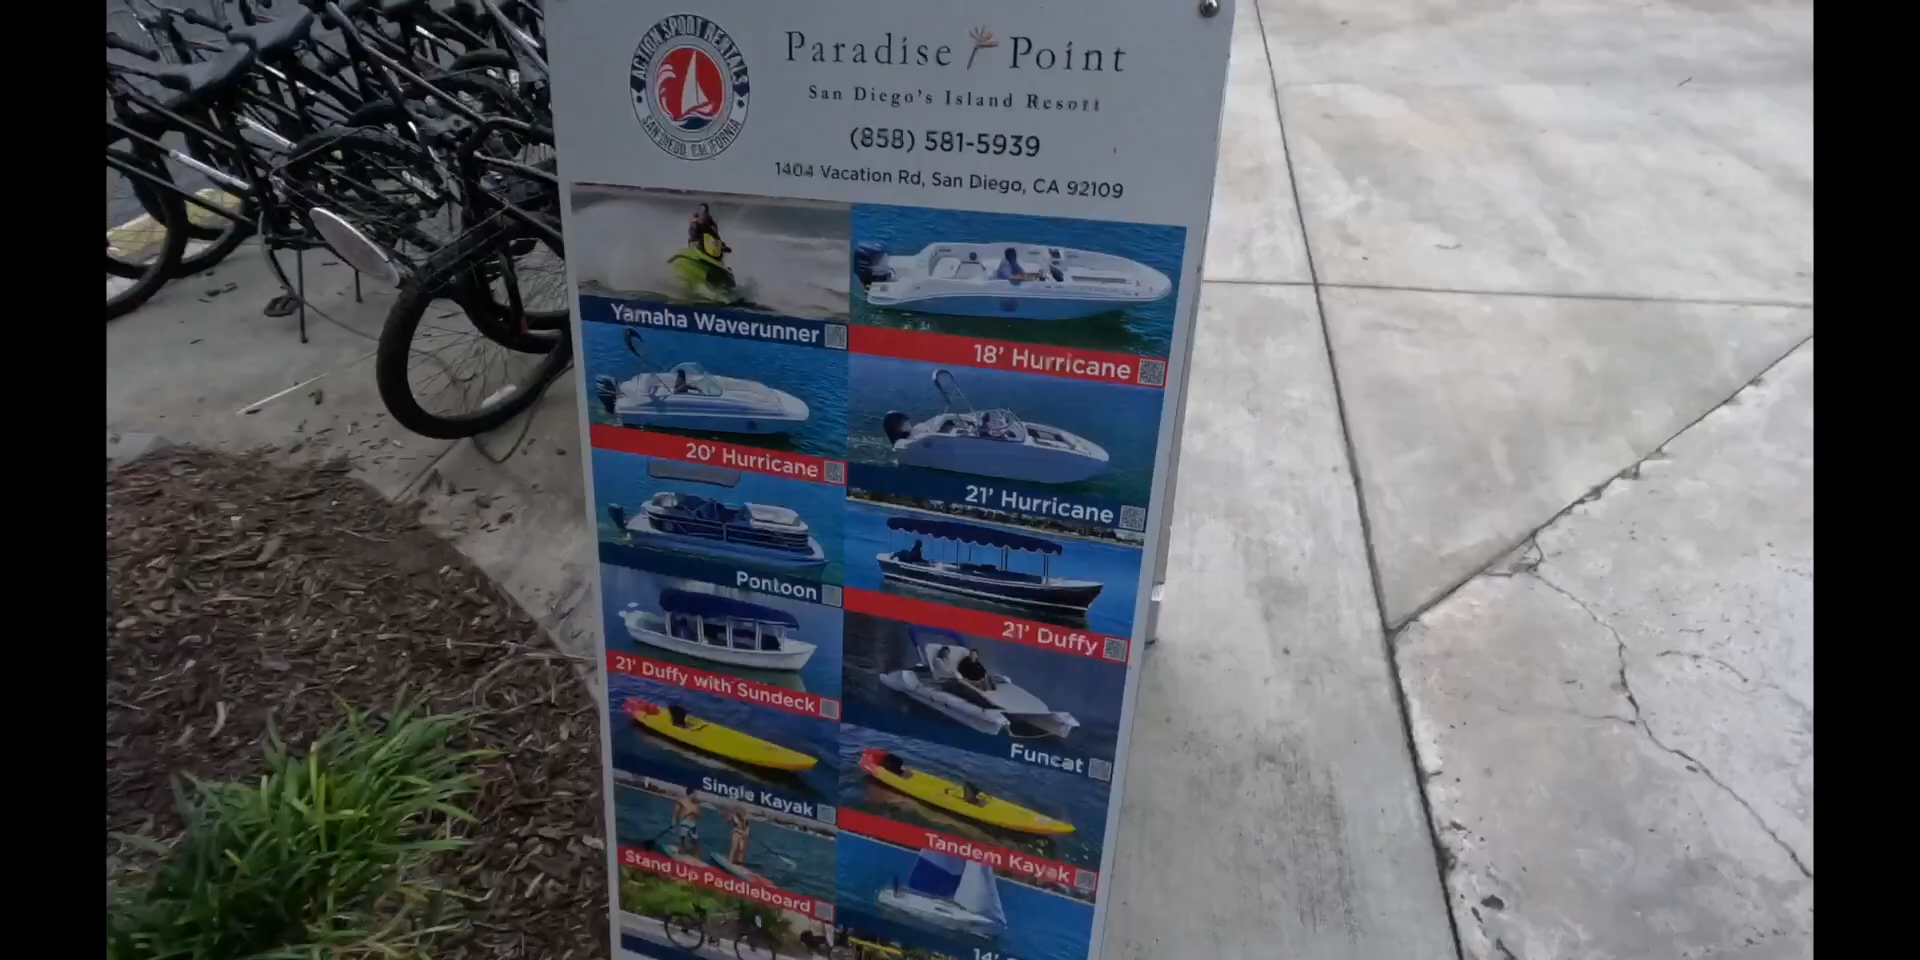 ACTION SPORT RENTALS
SAN DIEGO, CALIFORNIA
Paradise Point
San Diego's Island Resort
(858) 581-5939
1404 Vacation Rd, San Diego, CA 92109
Yamaha Waverunner
18' Hurricane
20' Hurricane
21' Hurricane
Pontoon
21' Duffy
21' Duffy with Sundeck
Funcat
Single Kayak
Tandem Kayak
Stand Up Paddleboard
14'